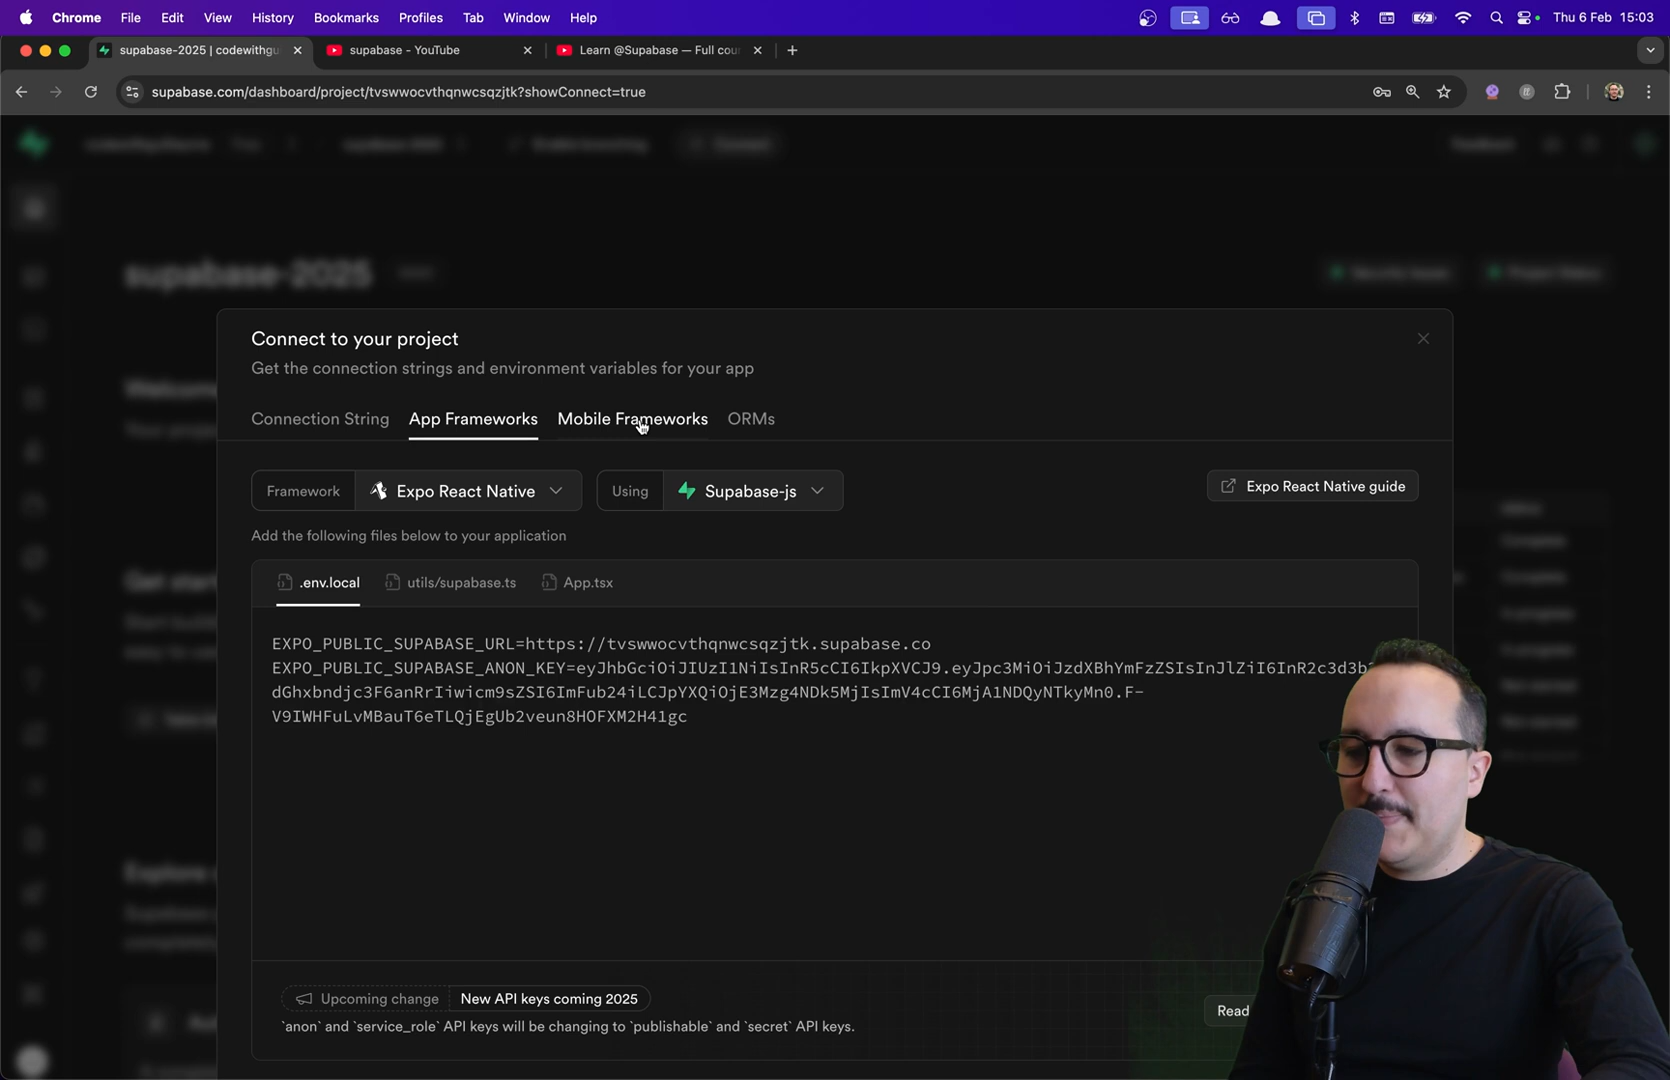 Chrome File Edit View History Bookmarks Profiles Tab Window Help Thu 6 Feb 15:03
supabase-2025 | codewithgu supabase - YouTube Learn @Supabase — Full cou
supabase.com/dashboard/project/tvswwocvthqnwcsqzjtk?showConnect=true
supabase-2025
Connect to your project
Get the connection strings and environment variables for your app
Connection String App Frameworks Mobile Frameworks ORMs
Framework Expo React Native Using Supabase-js Expo React Native guide
Add the following files below to your application
.env.local utils/supabase.ts App.tsx
EXPO_PUBLIC_SUPABASE_URL=https://tvswwocvthqnwcsqzjtk.supabase.co
EXPO_PUBLIC_SUPABASE_ANON_KEY=eyJhbGciOiJIUzI1NiIsInR5cCI6IkpXVCJ9.eyJpc3MiOiJzdXBhYmFzZSIsInJlZiI6InR2c3d3b
dGhxbndjc3F6anRrIiwicm9sZSI6ImFub24iLCJpYXQiOjE3Mzg4NDk5MjIsImV4cCI6MjA1NDQyNTkyMn0.F-
V9IWHFuLvMBauT6eTLQjEgUb2veun8HOFXM2H41gc
Upcoming change New API keys coming 2025
`anon` and `service_role` API keys will be changing to `publishable` and `secret` API keys.
Read